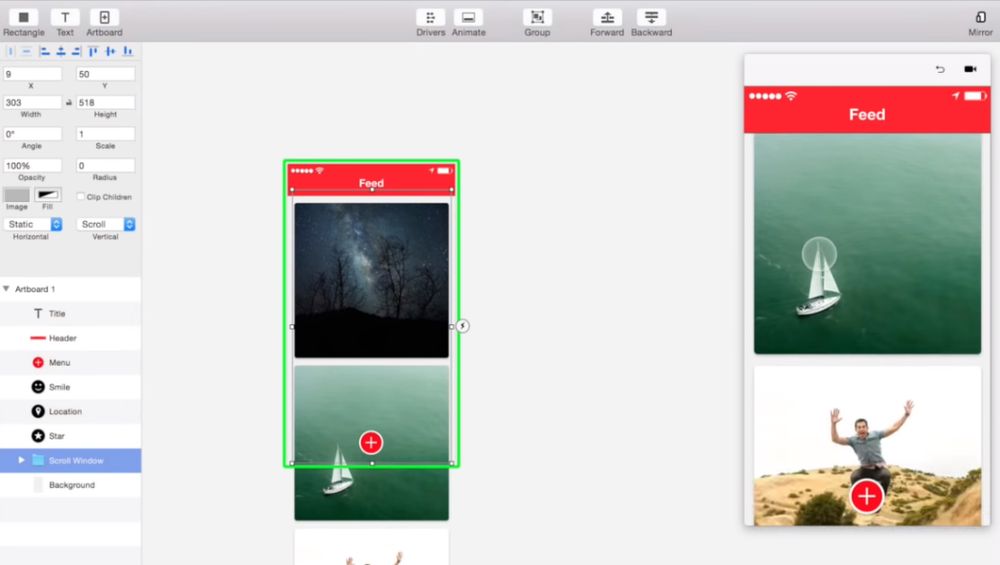 Rectangle Text Artboard Drivers Animate Group Forward Backward Mirror
9 50
X Y
303 518
Width Height
0° 1
Angle Scale
100% 0
Opacity Radius
Image Fill Clip Children
Static Scroll
Horizontal Vertical
Artboard 1
Title
Header
Menu
Smile
Location
Star
Scroll Window
Background
Feed
Feed